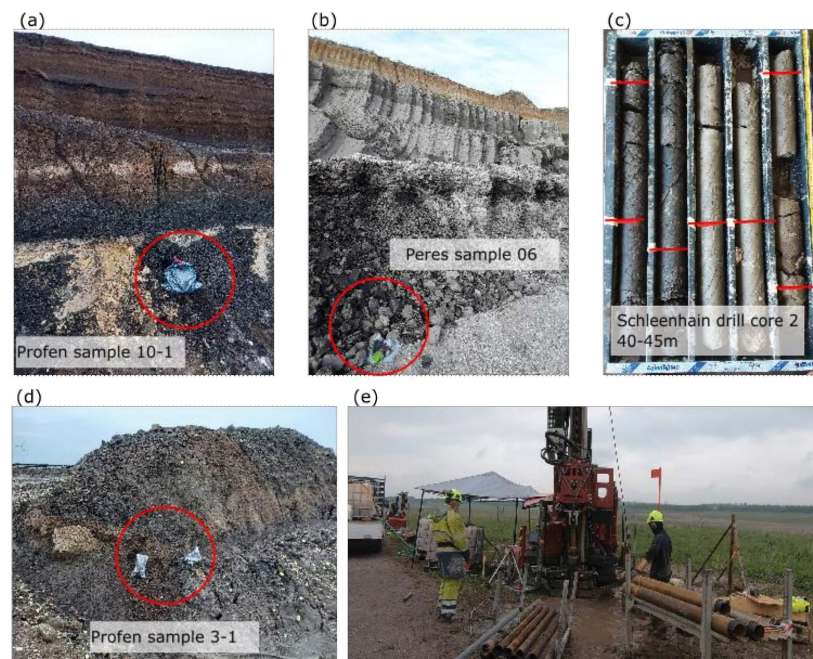 (a)
(b)
(c)
Profen sample 10-1
Peres sample 06
Schleenhain drill core 2
40-45m
(d)
(e)
Profen sample 3-1